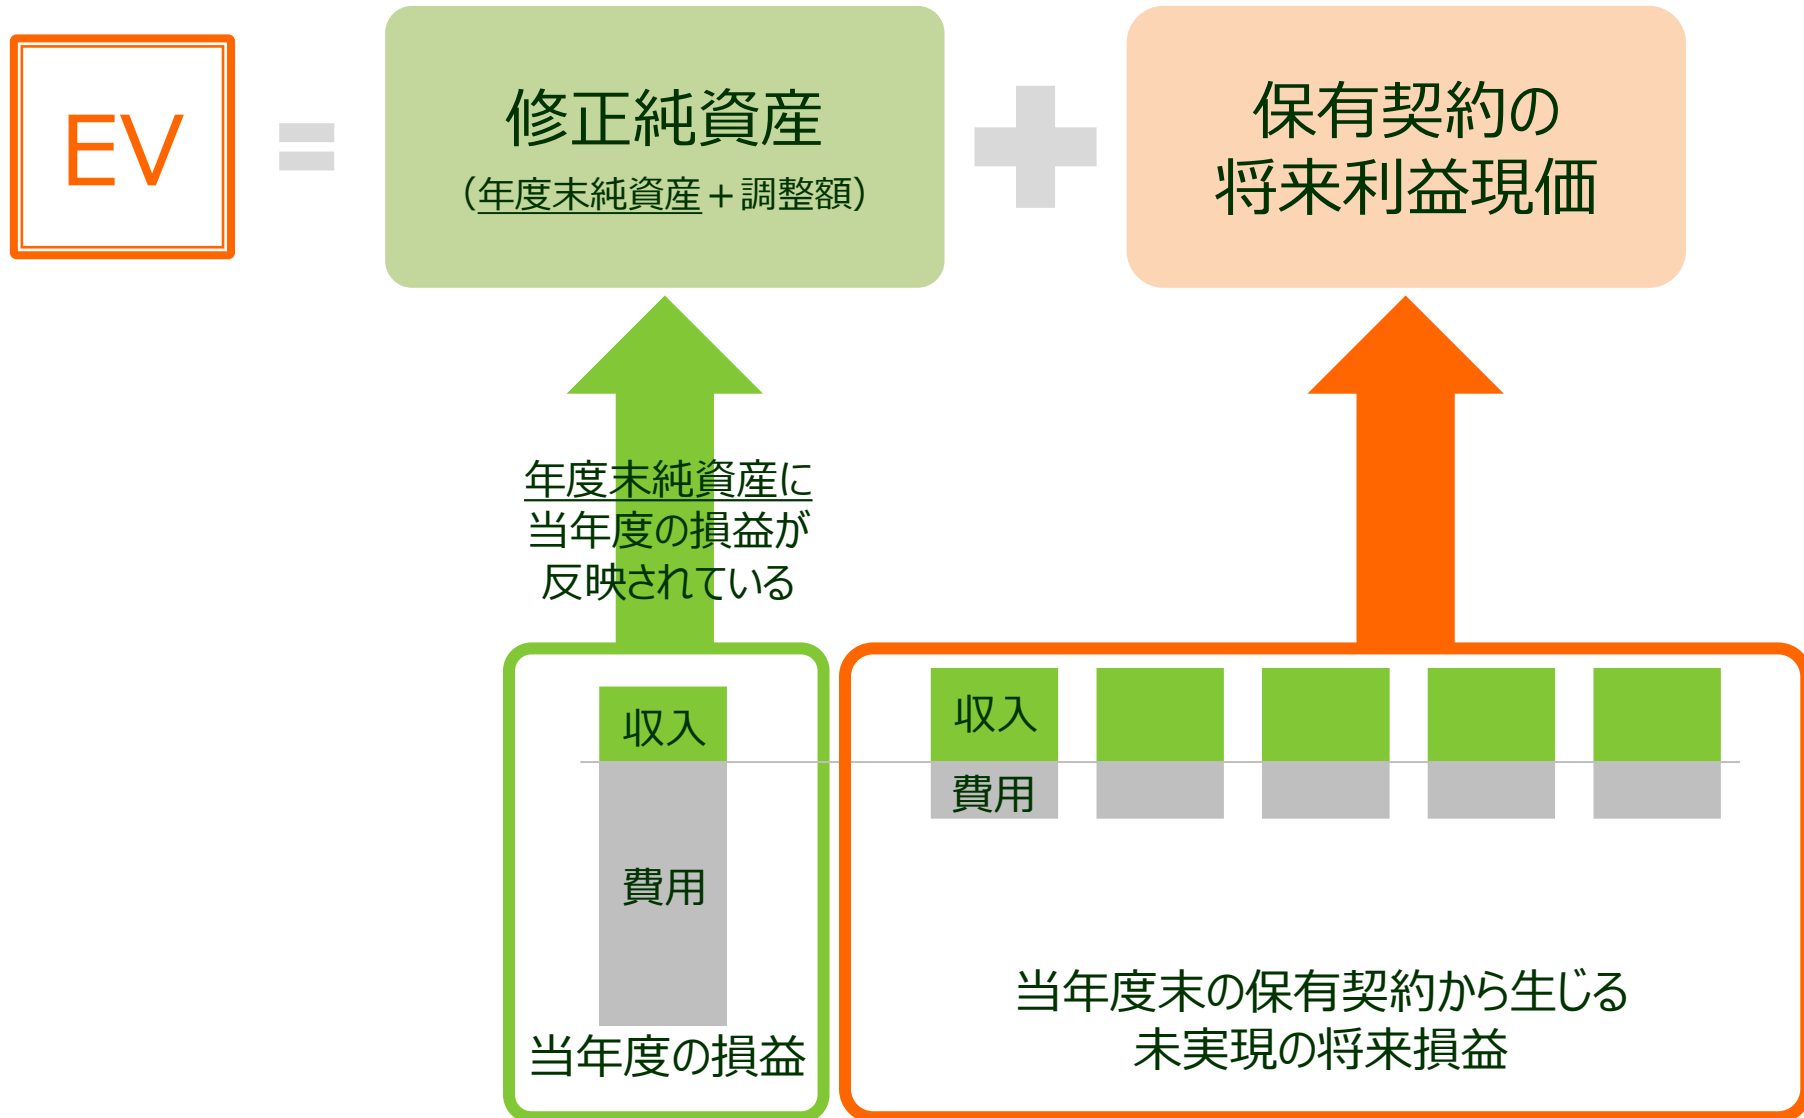 EV
=
修正純資産
（年度末純資産＋調整額）
保有契約の
将来利益現価
年度末純資産に
当年度の損益が
反映されている
収入
費用
当年度の損益
収入
費用
当年度末の保有契約から生じる
未実現の将来損益